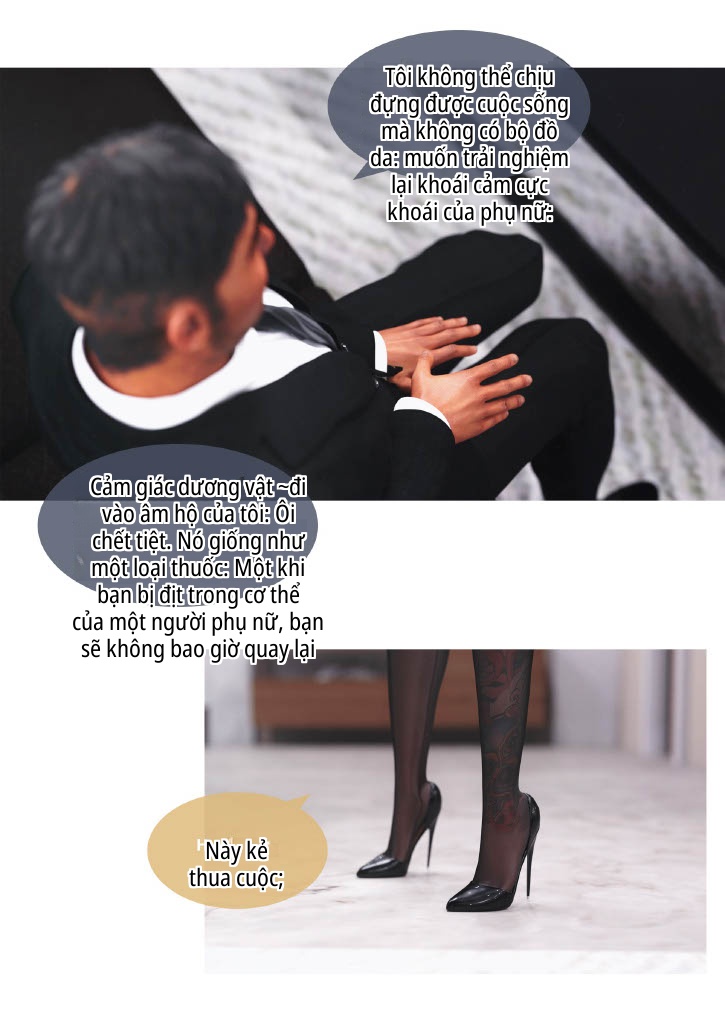 Tôi không thể chịu
đựng được cuộc sống
mà không có bộ đồ
da: muốn trải nghiệm
lại khoái cảm cực
khoái của phụ nữ:
Cảm giác dương vật ~đi
vào âm hộ của tôi: Ôi
chết tiệt. Nó giống như
một loại thuốc: Một khi
bạn bị địt trong cơ thể
của một người phụ nữ, bạn
sẽ không bao giờ quay lại
Này kẻ
thua cuộc;